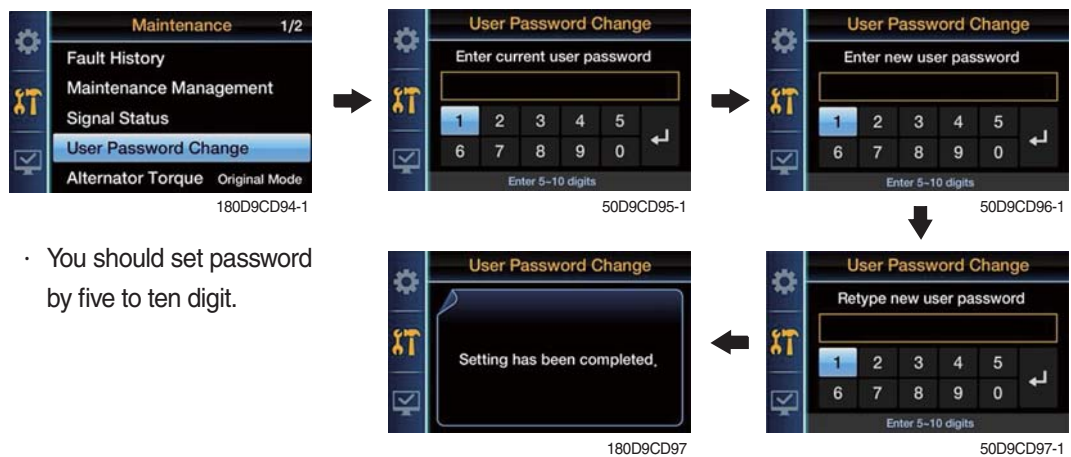 Maintenance 1/2
Fault History
Maintenance Management
Signal Status
User Password Change
Alternator Torque Original Mode
180D9CD94-1
User Password Change
Enter current user password
1 2 3 4 5
6 7 8 9 0
Enter 5~10 digits
50D9CD95-1
User Password Change
Enter new user password
1 2 3 4 5
6 7 8 9 0
Enter 5~10 digits
50D9CD96-1
· You should set password
by five to ten digit.
User Password Change
Setting has been completed.
180D9CD97
User Password Change
Retype new user password
1 2 3 4 5
6 7 8 9 0
Enter 5~10 digits
50D9CD97-1